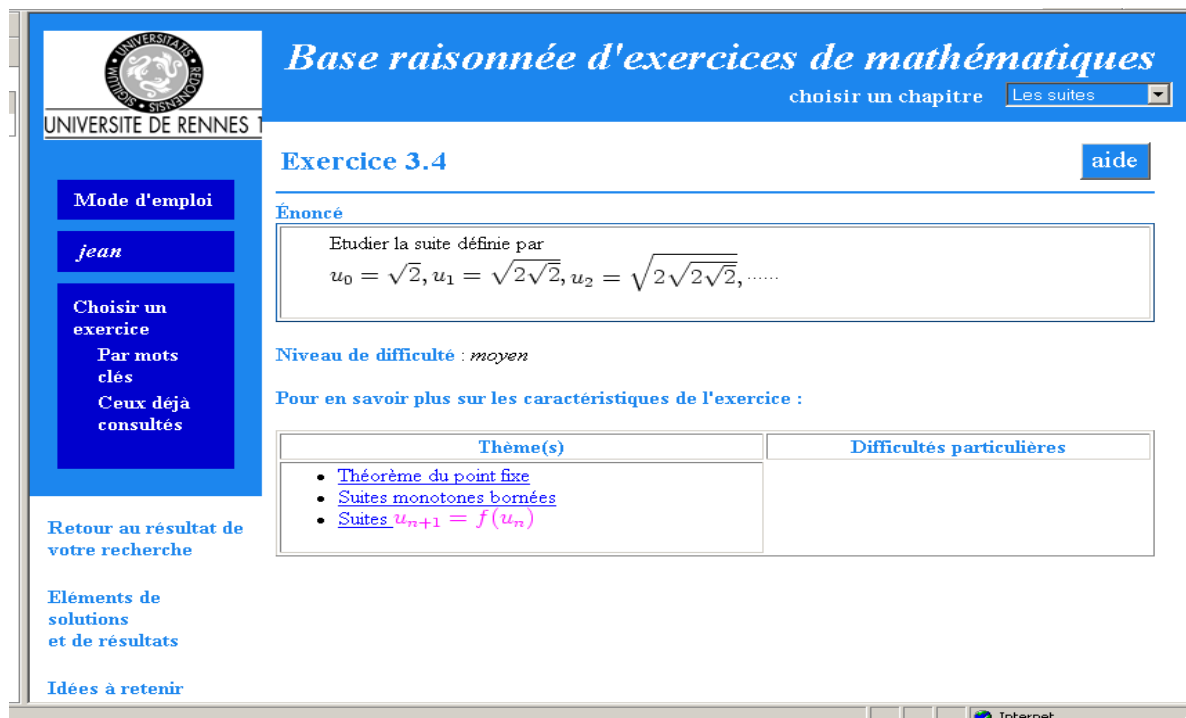 UNIVERSITAS REDONENSIS SIGILLUM
UNIVERSITE DE RENNES 1
Base raisonnée d'exercices de mathématiques
choisir un chapitre Les suites
Mode d'emploi
jean
Choisir un
exercice
Par mots
clés
Ceux déjà
consultés
Retour au résultat de
votre recherche
Eléments de
solutions
et de résultats
Idées à retenir
Exercice 3.4
aide
Énoncé
Etudier la suite définie par
u₀ = √2, u₁ = √(2√2), u₂ = √(2√(2√2)), ......
Niveau de difficulté : moyen
Pour en savoir plus sur les caractéristiques de l'exercice :
Thème(s) Difficultés particulières
• Théorème du point fixe
• Suites monotones bornées
• Suites uₙ₊₁ = f(uₙ)
Internet